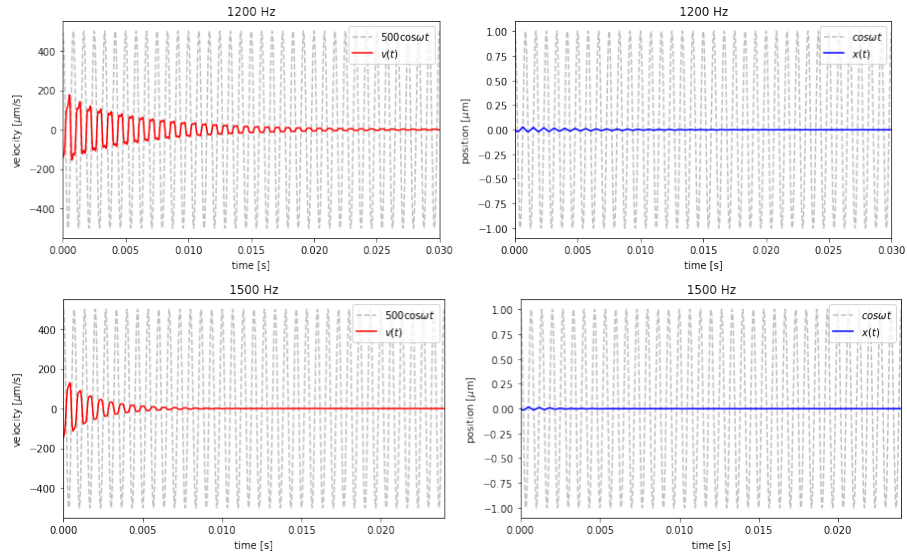 1200 Hz
velocity [μm/s]
400
200
0
−200
−400
500cosωt
v(t)
0.000 0.005 0.010 0.015 0.020 0.025 0.030
time [s]
1200 Hz
position [μm]
1.00
0.75
0.50
0.25
0.00
−0.25
−0.50
−0.75
−1.00
cosωt
x(t)
0.000 0.005 0.010 0.015 0.020 0.025 0.030
time [s]
1500 Hz
velocity [μm/s]
400
200
0
−200
−400
500cosωt
v(t)
0.000 0.005 0.010 0.015 0.020
time [s]
1500 Hz
position [μm]
1.00
0.75
0.50
0.25
0.00
−0.25
−0.50
−0.75
−1.00
cosωt
x(t)
0.000 0.005 0.010 0.015 0.020
time [s]